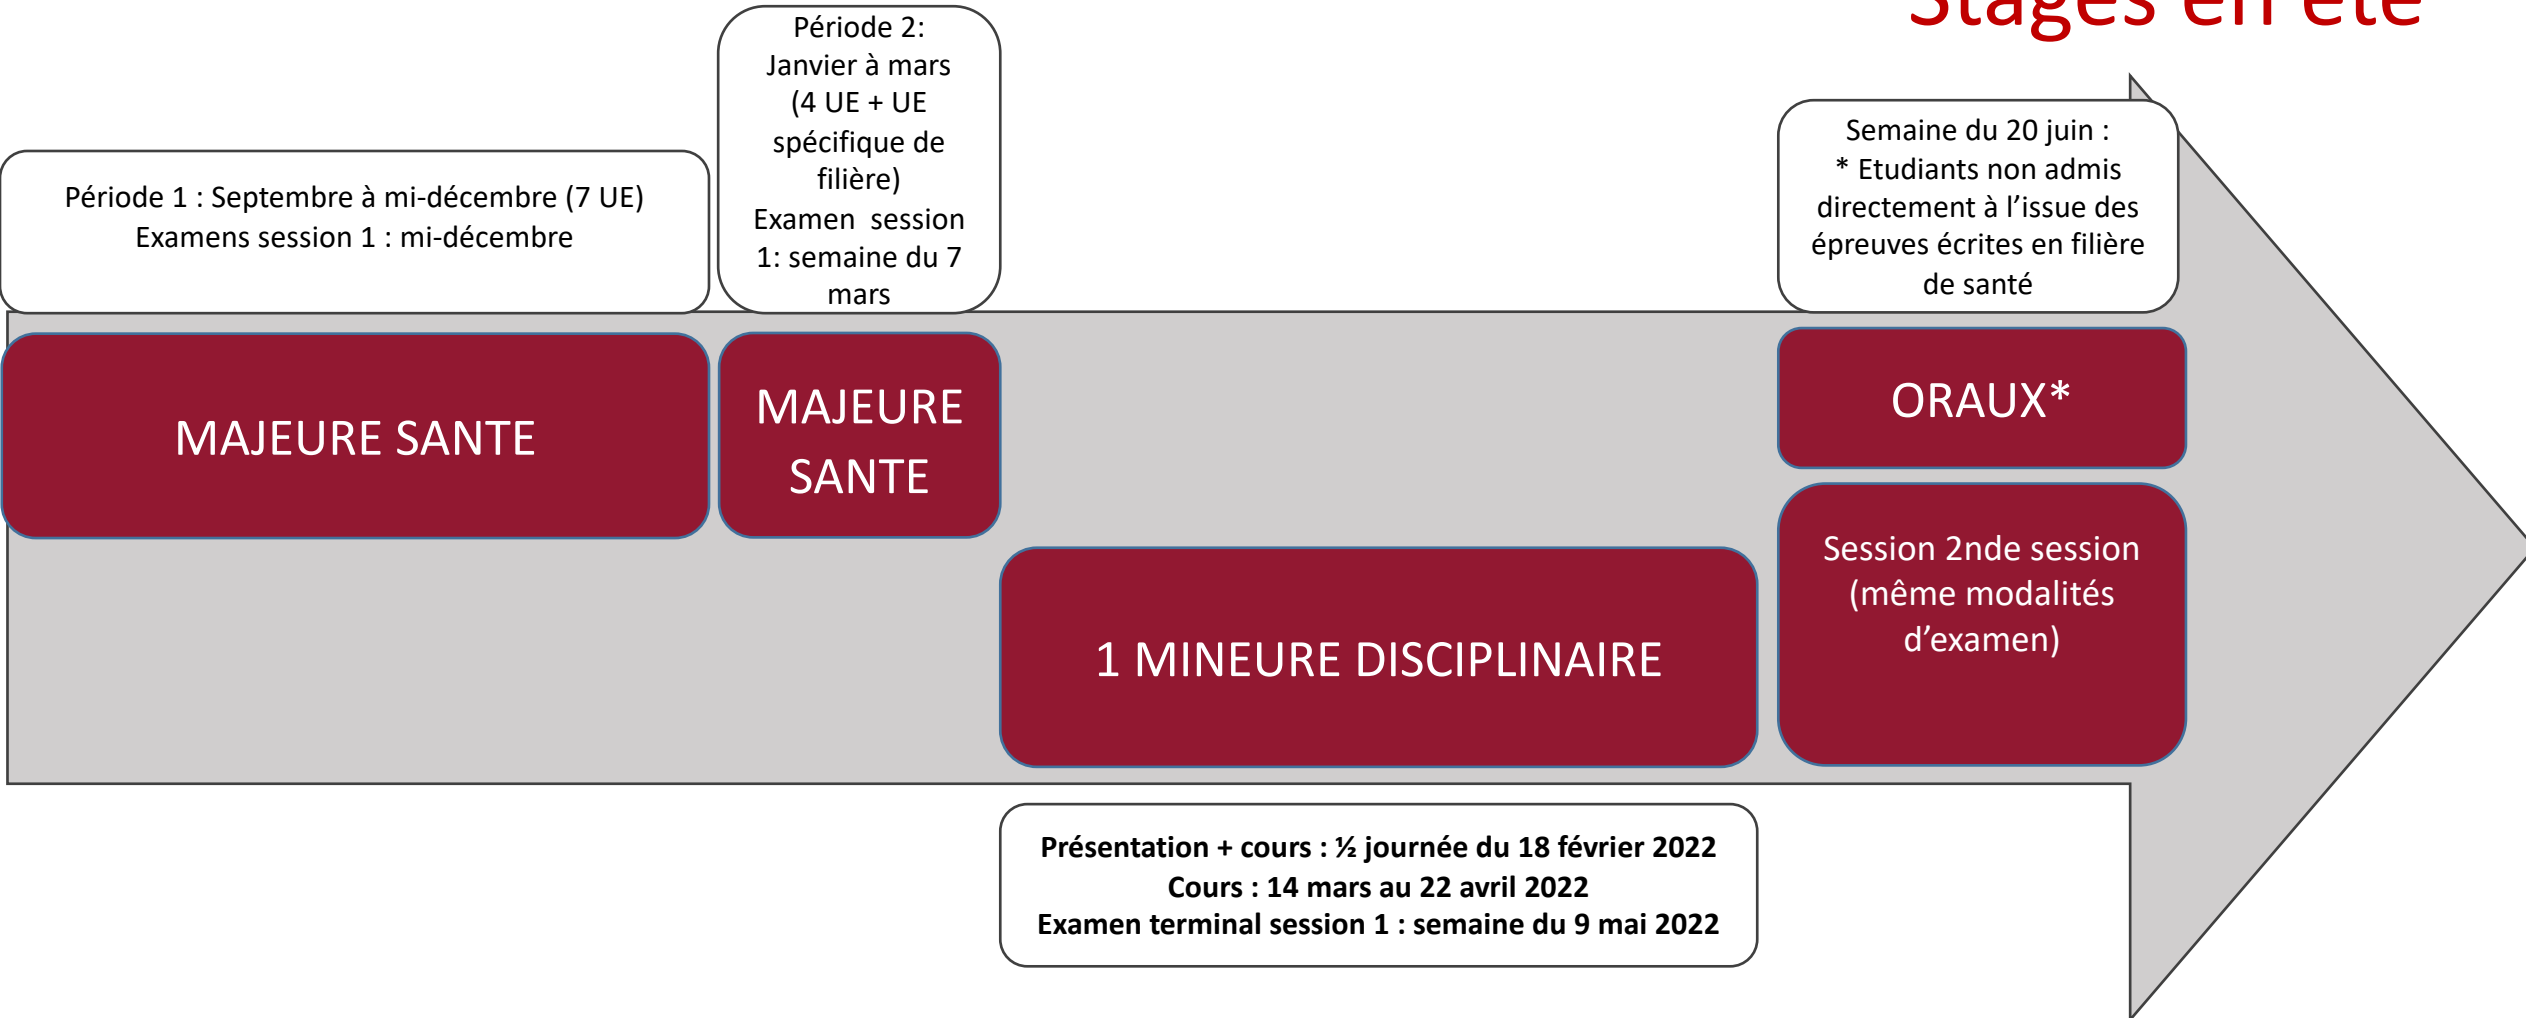 Stages en été
Période 2:
Janvier à mars
(4 UE + UE
spécifique de
filière)
Examen  session
1: semaine du 7
mars
Période 1 : Septembre à mi-décembre (7 UE)
Examens session 1 : mi-décembre
Semaine du 20 juin :
* Etudiants non admis
directement à l’issue des
épreuves écrites en filière
de santé
MAJEURE SANTE
MAJEURE
SANTE
ORAUX*
Session 2nde session
(même modalités
d’examen)
1 MINEURE DISCIPLINAIRE
Présentation + cours : ½ journée du 18 février 2022
Cours : 14 mars au 22 avril 2022
Examen terminal session 1 : semaine du 9 mai 2022